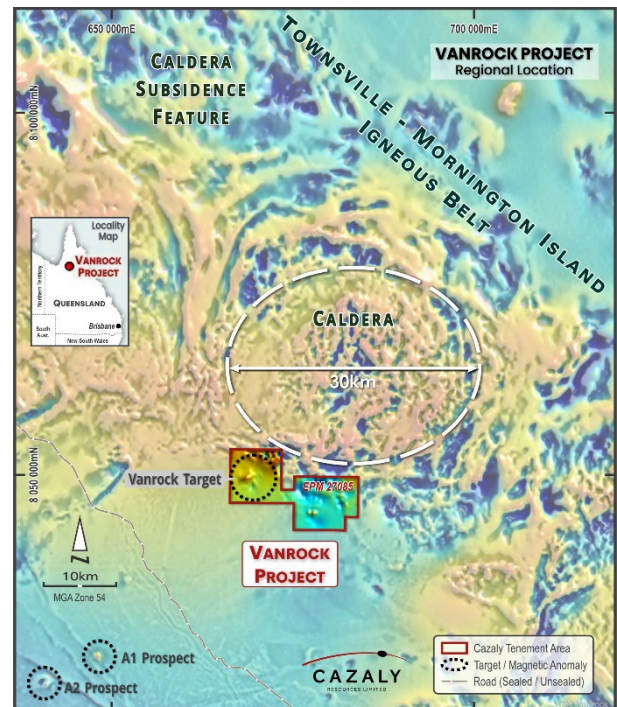 650 000mE
700 000mE
8 100 000mN
8 050 000mN
VANROCK PROJECT
Regional Location
CALDERA
SUBSIDENCE
FEATURE
TOWNSVILLE - MORNINGTON ISLAND
IGNEOUS BELT
Locality
Map
VANROCK
PROJECT
Northern Territory
QUEENSLAND
Brisbane
South
Aust.
New South Wales
CALDERA
30km
Vanrock Target
EPM 27085
VANROCK
PROJECT
N
10km
MGA Zone 54
A1 Prospect
A2 Prospect
CAZALY
RESOURCES LIMITED
Cazaly Tenement Area
Target / Magnetic Anomaly
Road (Sealed / Unsealed)